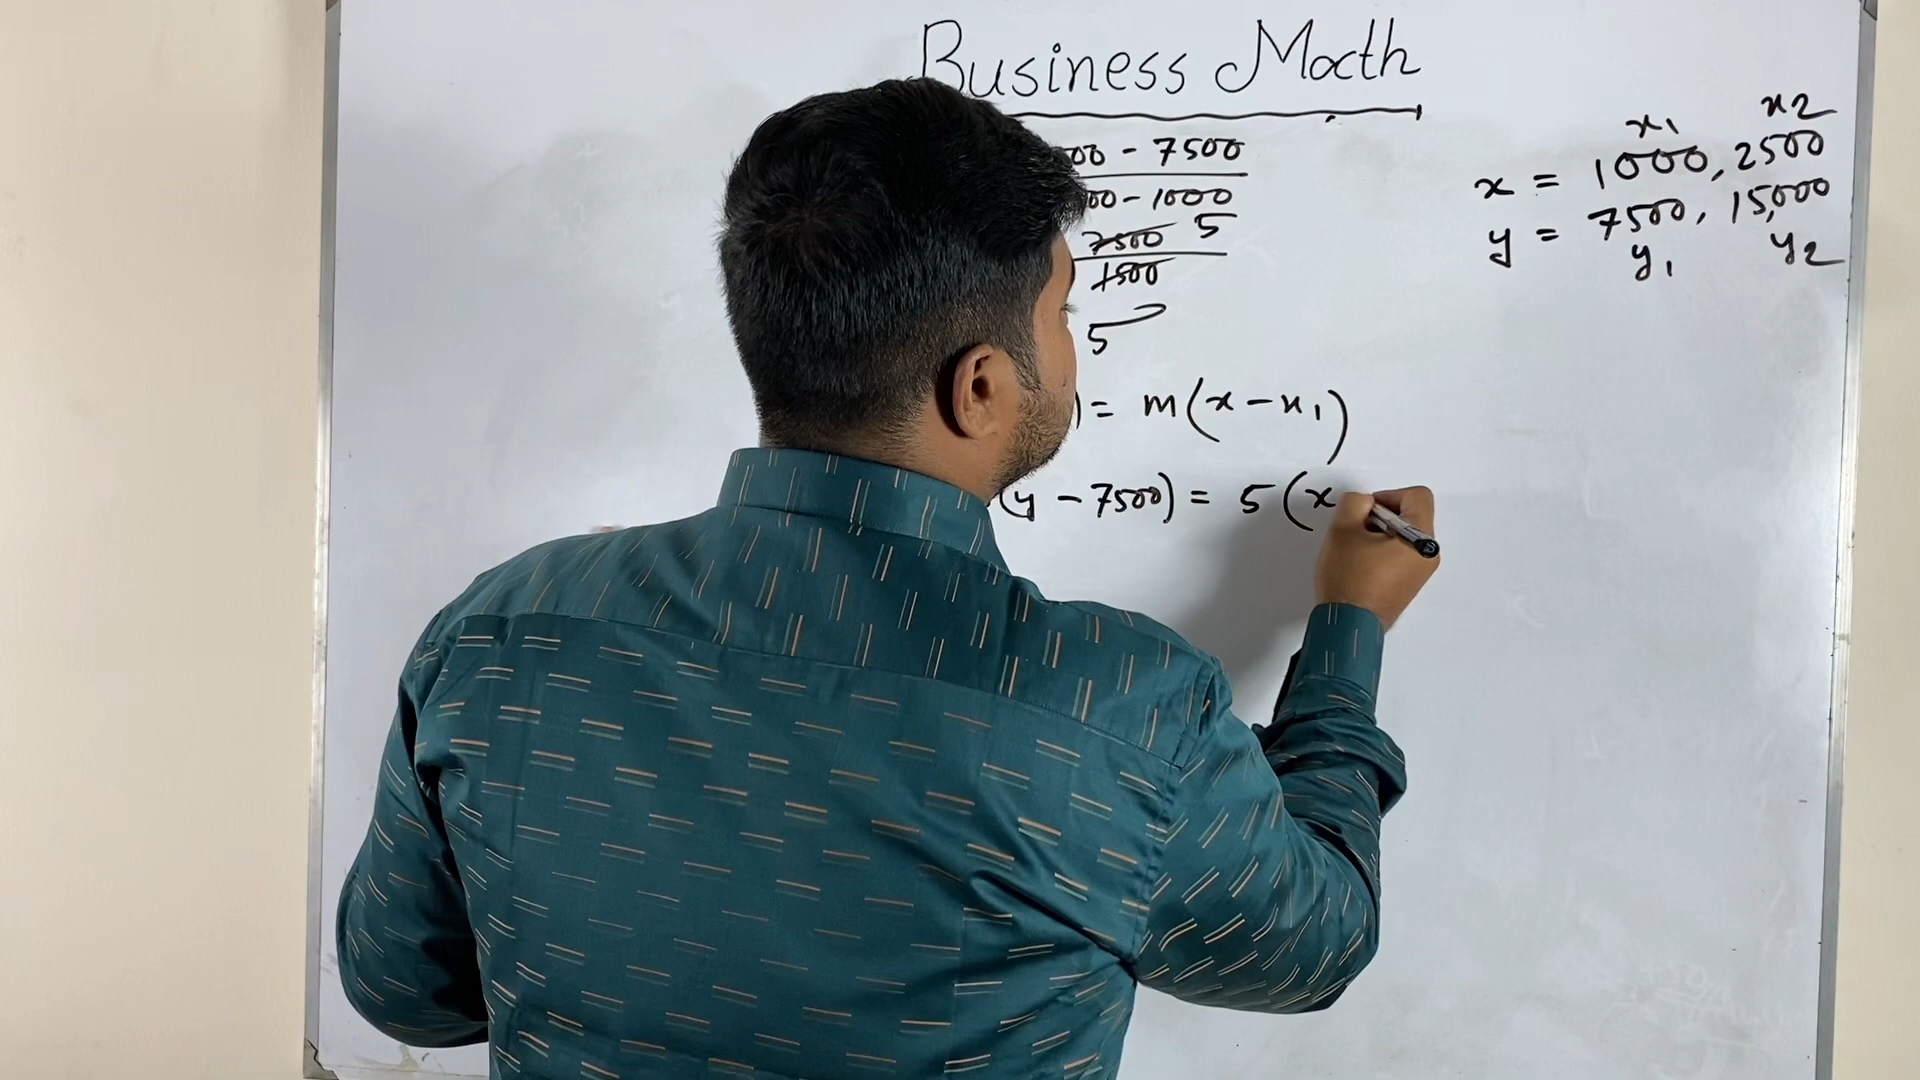 Business Math
00 - 7500
00 - 1000
7500 5
1500
5
) = m(x - x1)
(y - 7500) = 5 (x
x1 x2
x = 1000, 2500
y = 7500, 15,000
y1 y2